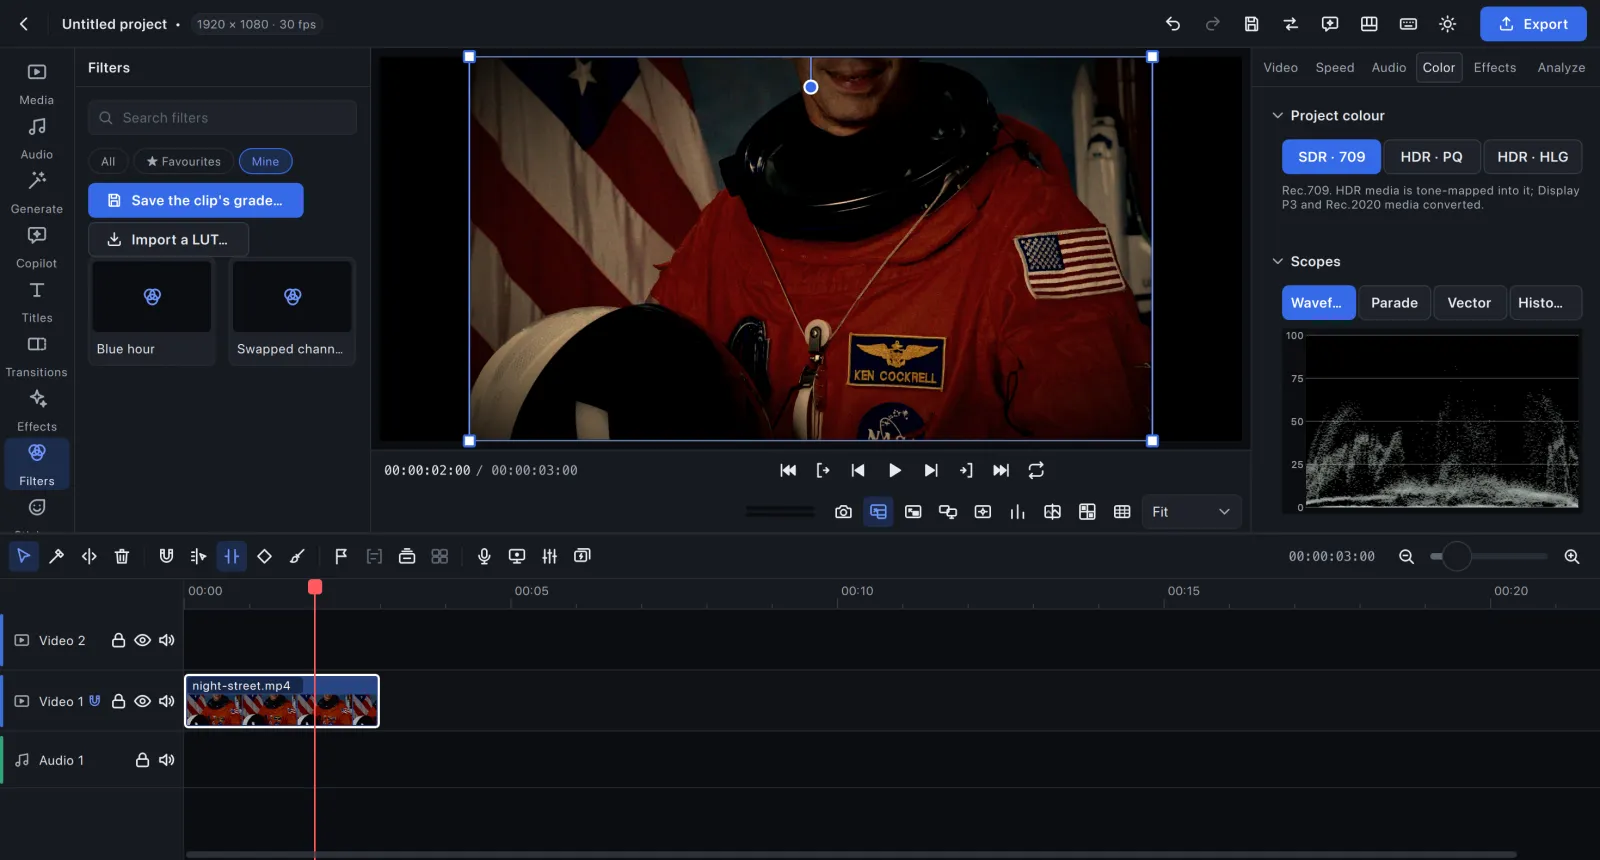 Untitled project •
1920 × 1080 · 30 fps
Export
Media
Audio
Generate
Copilot
Titles
Transitions
Effects
Filters
Filters
Search filters
All
Favourites
Mine
Save the clip's grade...
Import a LUT...
Blue hour
Swapped chann...
KEN COCKRELL
NASA
00:00:02:00 / 00:00:03:00
Fit
Video
Speed
Audio
Color
Effects
Analyze
Project colour
SDR · 709
HDR · PQ
HDR · HLG
Rec.709. HDR media is tone-mapped into it; Display
P3 and Rec.2020 media converted.
Scopes
Wavef...
Parade
Vector
Histo...
100
75
50
25
0
00:00:03:00
00:00
00:05
00:10
00:15
00:20
Video 2
Video 1
night-street.mp4
Audio 1